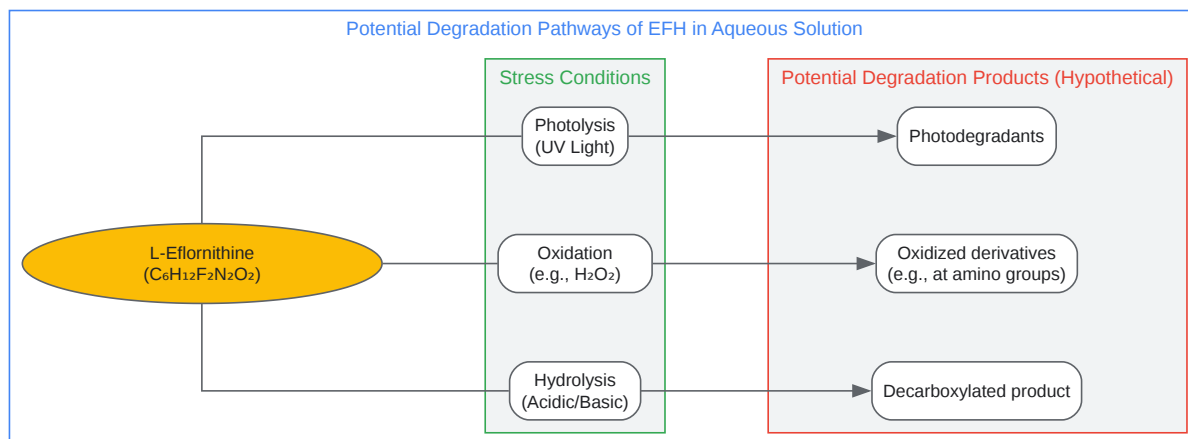 Potential Degradation Pathways of EFH in Aqueous Solution
Stress Conditions
Potential Degradation Products (Hypothetical)
Photolysis
(UV Light)
Photodegradants
L-Eflornithine
(C₆H₁₂F₂N₂O₂)
Oxidation
(e.g., H₂O₂)
Oxidized derivatives
(e.g., at amino groups)
Hydrolysis
(Acidic/Basic)
Decarboxylated product